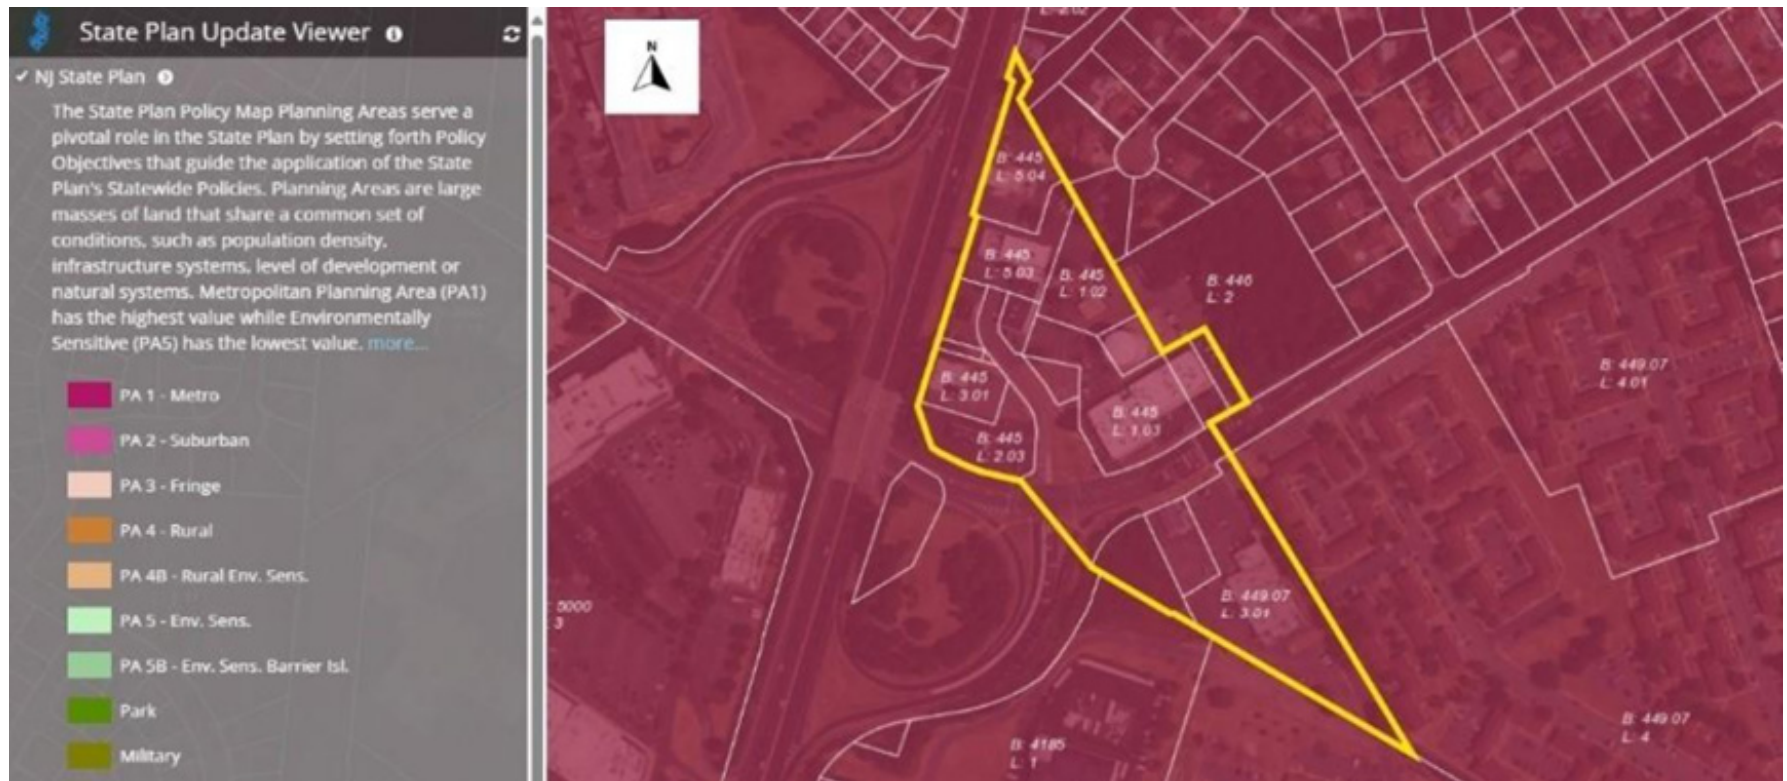 State Plan Update Viewer
NJ State Plan
The State Plan Policy Map Planning Areas serve a
pivotal role in the State Plan by setting forth Policy
Objectives that guide the application of the State
Plan's Statewide Policies. Planning Areas are large
masses of land that share a common set of
conditions, such as population density,
infrastructure systems, level of development or
natural systems. Metropolitan Planning Area (PA1)
has the highest value while Environmentally
Sensitive (PA5) has the lowest value. more...
PA 1 - Metro
PA 2 - Suburban
PA 3 - Fringe
PA 4 - Rural
PA 4B - Rural Env. Sens.
PA 5 - Env. Sens.
PA 5B - Env. Sens. Barrier Isl.
Park
Military
N
B: 445
L: 5.04
B: 445
L: 5.03
B: 445
L: 1.02
B: 446
L: 2
B: 445
L: 3.01
B: 445
L: 1.03
B: 445
L: 2.03
B: 449.07
L: 4.01
B: 449.07
L: 3.01
: 5000
3
B: 4185
L: 1
B: 449.07
L: 4